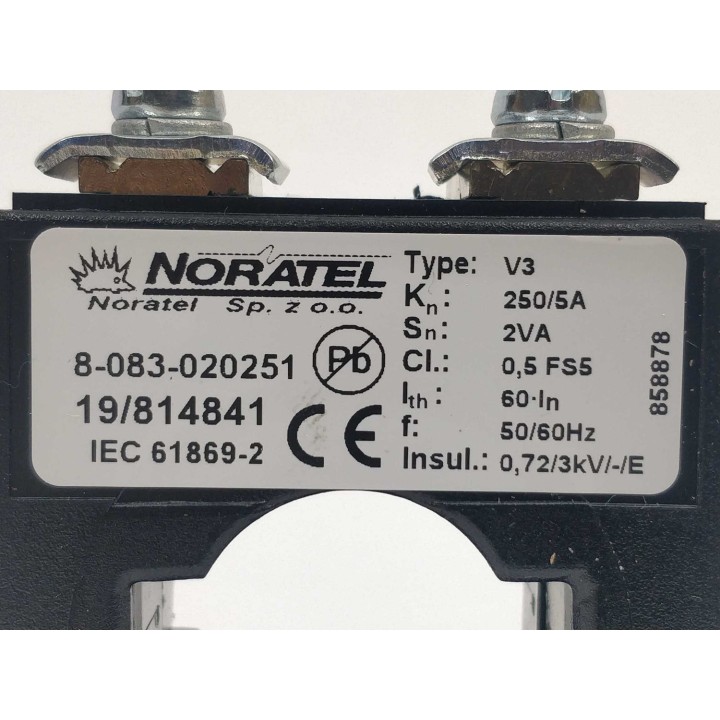 NORATEL
Noratel Sp. z o.o.
8-083-020251
Pb
19/814841
CE
IEC 61869-2
Type: V3
Kn: 250/5A
Sn: 2VA
Cl.: 0,5 FS5
Ith: 60·In
f: 50/60Hz
Insul.: 0,72/3kV/-/E
858878